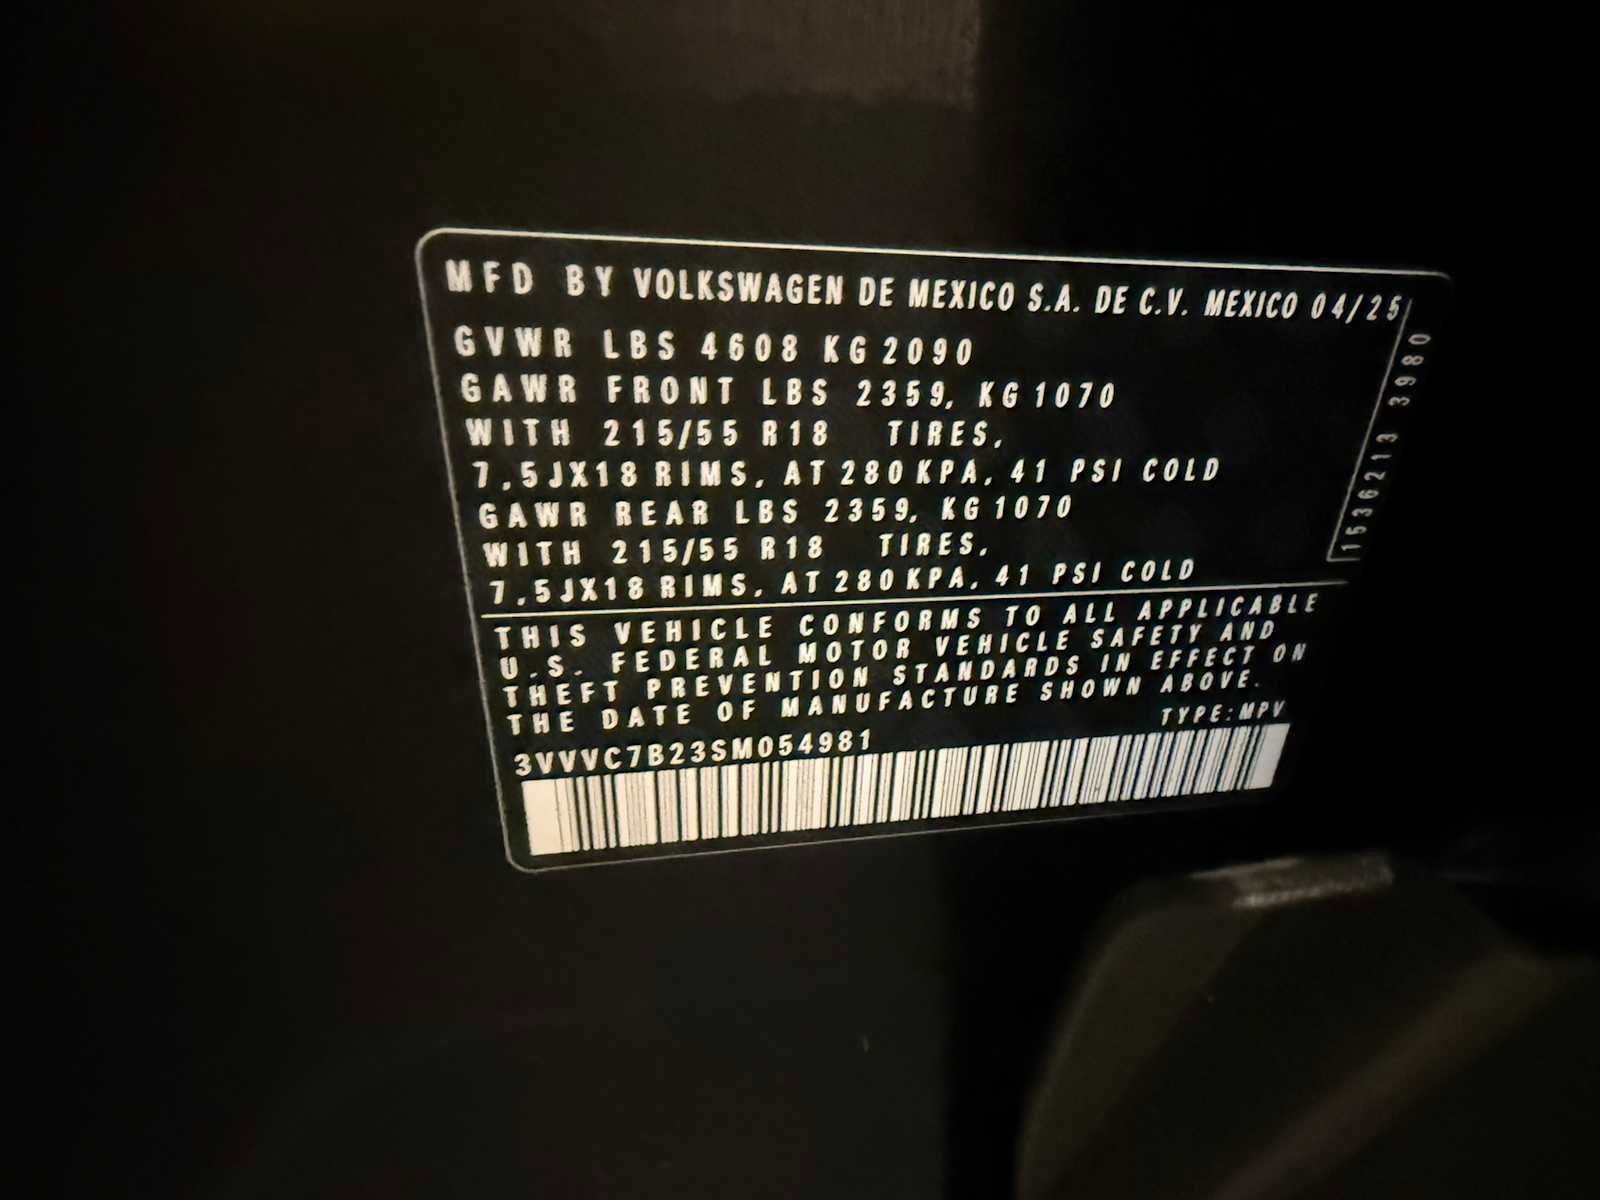 MFD BY VOLKSWAGEN DE MEXICO S.A. DE C.V. MEXICO 04/25
GVWR LBS 4608 KG 2090
GAWR FRONT LBS 2359, KG 1070
WITH 215/55 R18 TIRES,
7,5JX18 RIMS, AT 280 KPA, 41 PSI COLD
GAWR REAR LBS 2359, KG 1070
WITH 215/55 R18 TIRES,
7,5JX18 RIMS, AT 280 KPA, 41 PSI COLD
THIS VEHICLE CONFORMS TO ALL APPLICABLE
U.S. FEDERAL MOTOR VEHICLE SAFETY AND
THEFT PREVENTION STANDARDS IN EFFECT ON
THE DATE OF MANUFACTURE SHOWN ABOVE.
TYPE:MPV
3VVVC7B23SM054981
1536213 3980